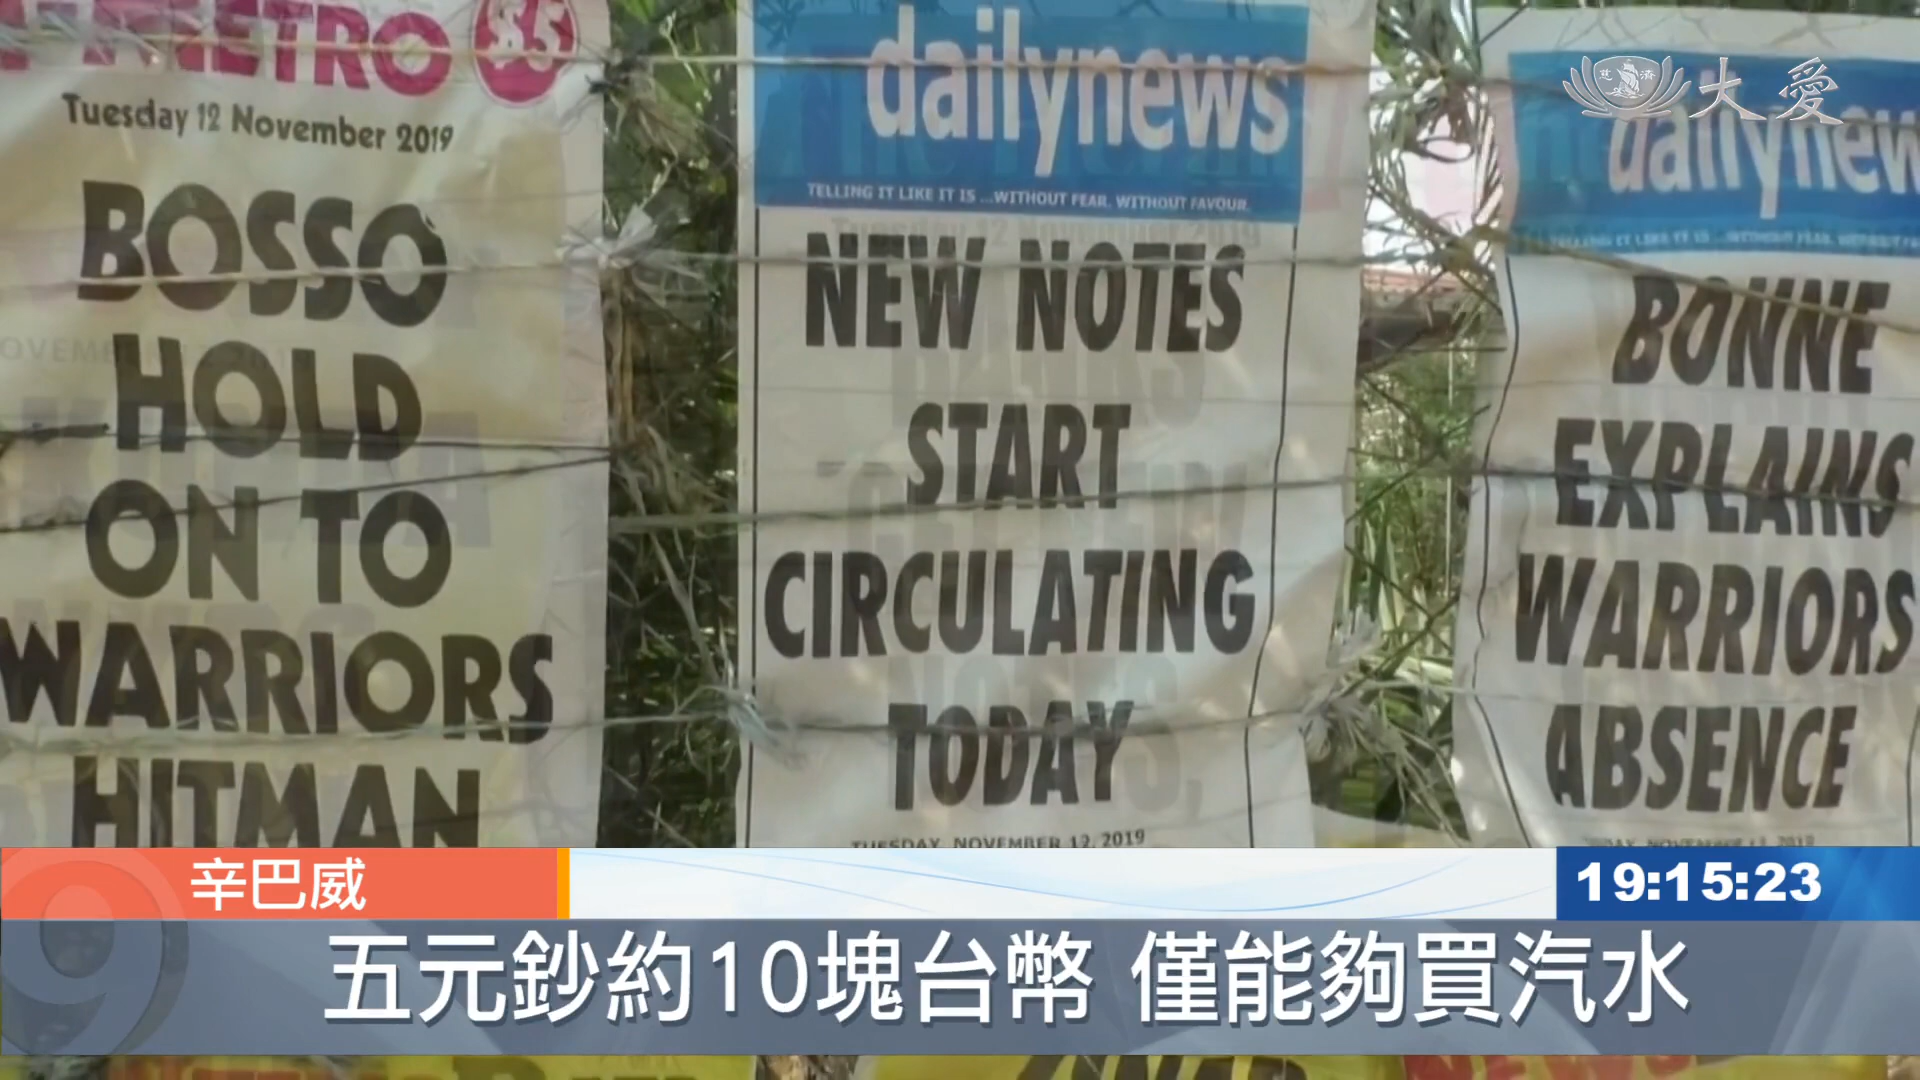 METRO
$5
Tuesday 12 November 2019
BOSSO
HOLD
ON TO
WARRIORS
HITMAN
dailynews
TELLING IT LIKE IT IS ...WITHOUT FEAR. WITHOUT FAVOUR.
NEW NOTES
START
CIRCULATING
TODAY
TUESDAY, NOVEMBER 12, 2019
慈濟
大愛
dailynew
BONNE
EXPLAINS
WARRIORS
ABSENCE
辛巴威
19:15:23
五元鈔約10塊台幣 僅能夠買汽水